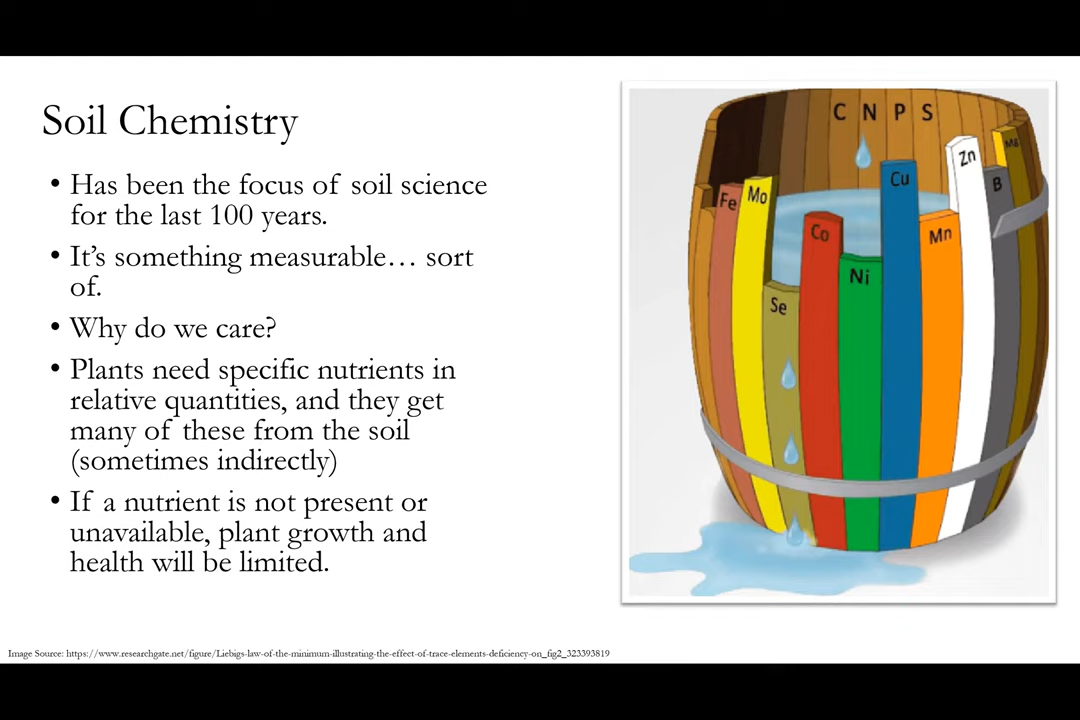 Soil Chemistry
• Has been the focus of soil science
for the last 100 years.
• It's something measurable… sort
of.
• Why do we care?
• Plants need specific nutrients in
relative quantities, and they get
many of these from the soil
(sometimes indirectly)
• If a nutrient is not present or
unavailable, plant growth and
health will be limited.
C N P S
Fe
Mo
Se
Co
Ni
Cu
Mn
Zn
B
Mg
Image Source: https://www.researchgate.net/figure/Liebigs-law-of-the-minimum-illustrating-the-effect-of-trace-elements-deficiency-on_fig2_323393819